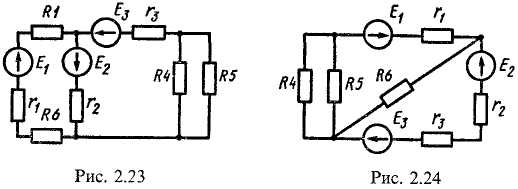 R1
E₃
r₃
E₁
E₂
R4
R5
r₁
R6
r₂
Рис. 2.23
E₁
r₁
R4
R5
R6
E₂
r₂
E₃
r₃
Рис. 2.24